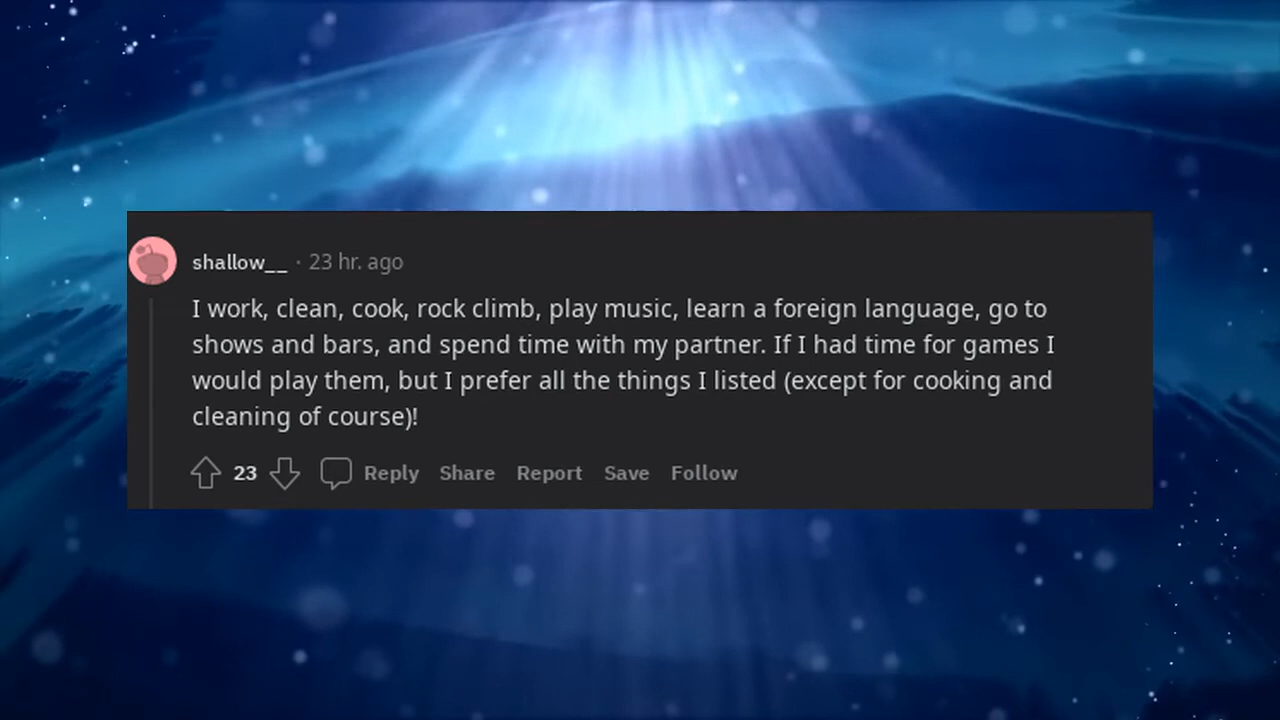 shallow__ · 23 hr. ago
I work, clean, cook, rock climb, play music, learn a foreign language, go to
shows and bars, and spend time with my partner. If I had time for games I
would play them, but I prefer all the things I listed (except for cooking and
cleaning of course)!
23 Reply Share Report Save Follow